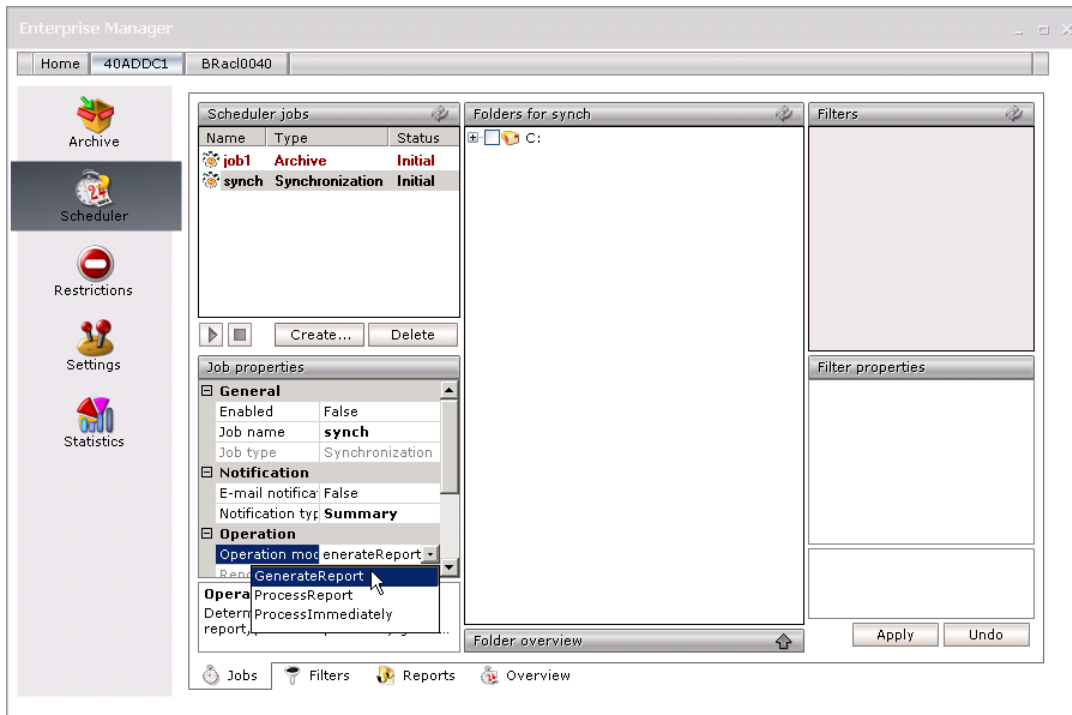 Enterprise Manager
Home 40ADDC1 BRacl0040
Archive
Scheduler
Restrictions
Settings
Statistics
Scheduler jobs
Name Type Status
job1 Archive Initial
synch Synchronization Initial
Create... Delete
Job properties
General
Enabled False
Job name synch
Job type Synchronization
Notification
E-mail notifica False
Notification typ Summary
Operation
Operation mod enerateReport
GenerateReport
ProcessReport
ProcessImmediately
Opera
Determ
report,
Folders for synch
C:
Folder overview
Filters
Filter properties
Apply Undo
Jobs Filters Reports Overview